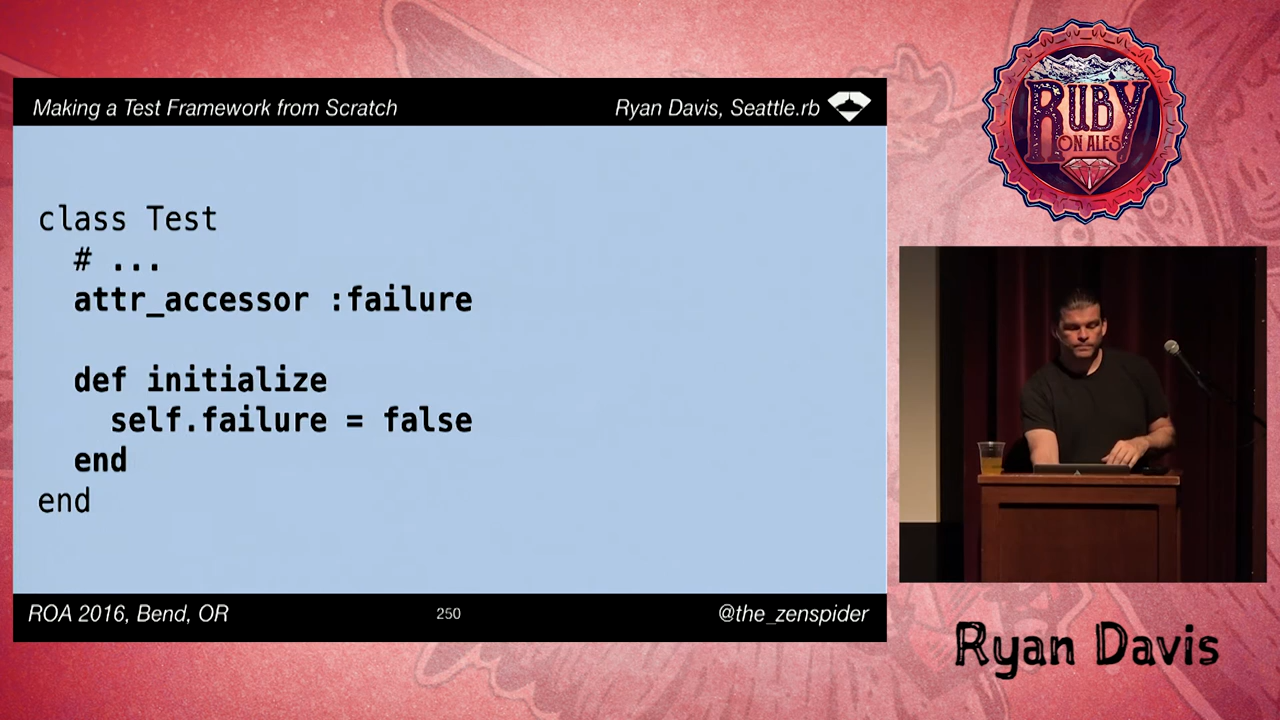 Making a Test Framework from Scratch
Ryan Davis, Seattle.rb
class Test
  # ...
  attr_accessor :failure

  def initialize
    self.failure = false
  end
end
ROA 2016, Bend, OR
250
@the_zenspider
RUBY
ON ALES
Ryan Davis